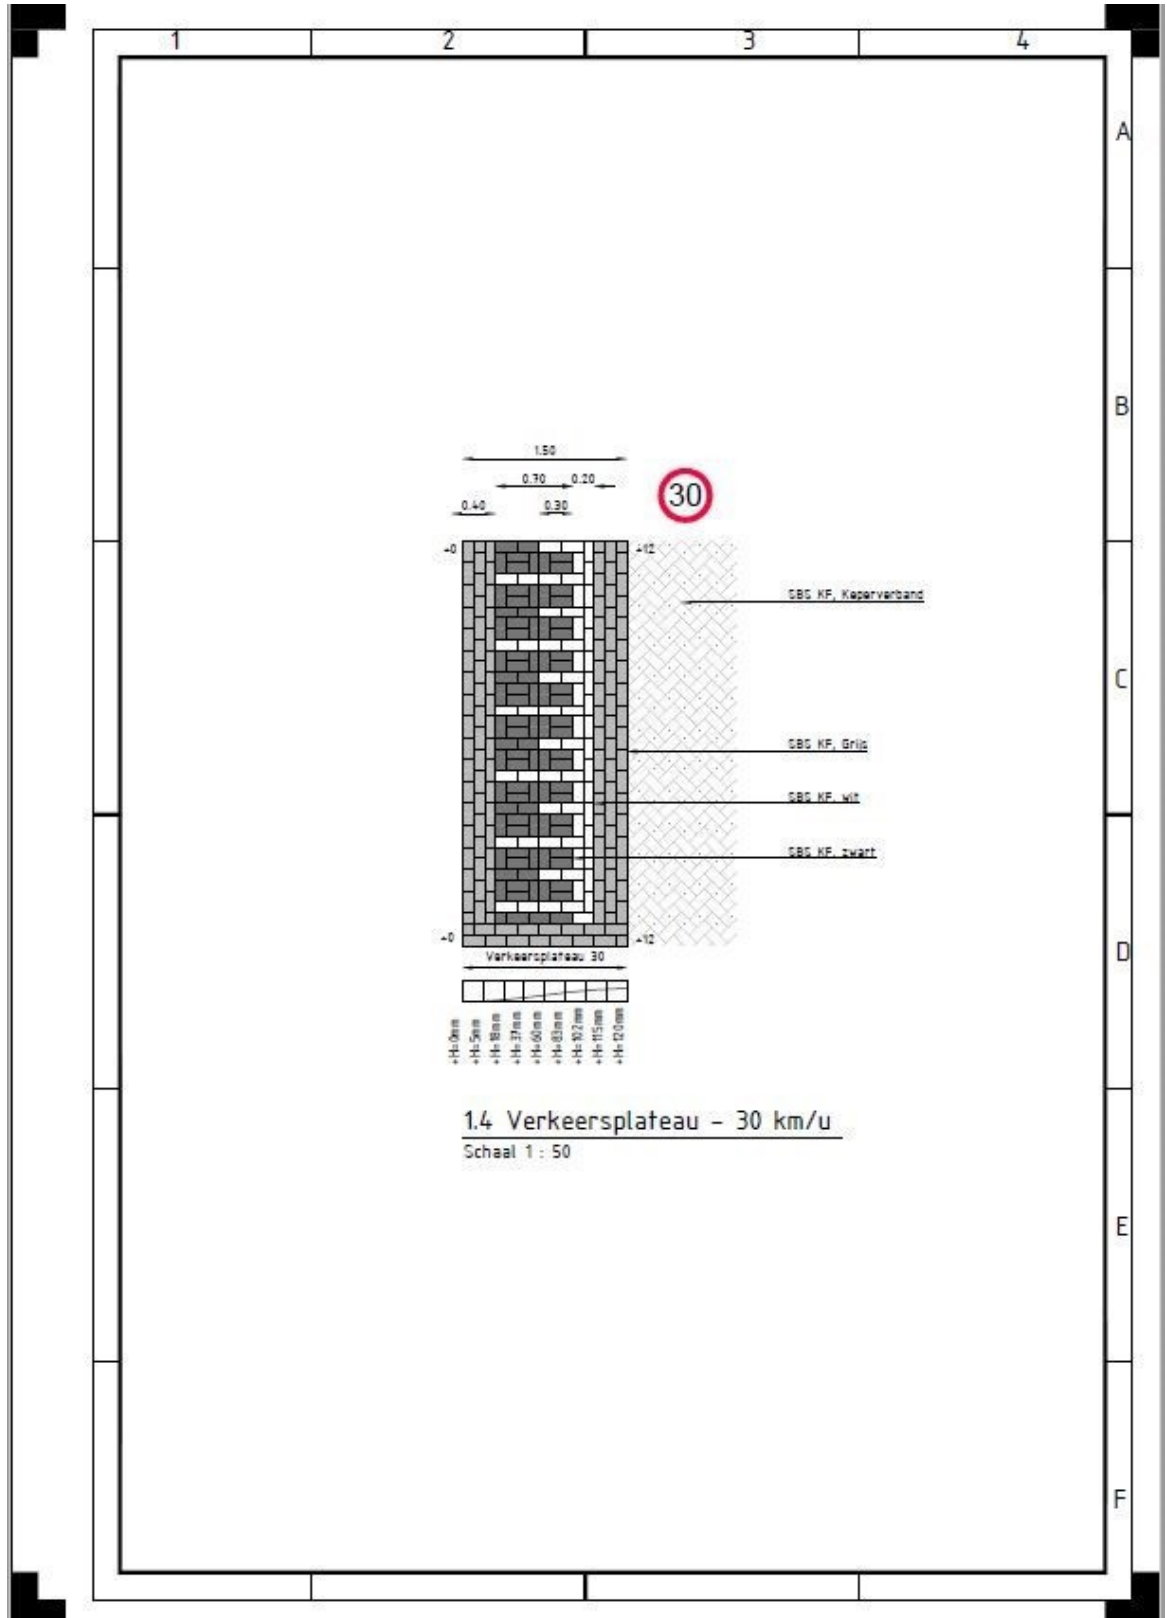 1 2 3 4
A
B
1.50
0.70 0.20
30
0.40 0.30
+0 +12
SBS KF, Keperverband
C
SBS KF, Grijs
SBS KF, wit
SBS KF, zwart
+0 +12
D
Verkeersplateau 30
+H=0mm
+H=5mm
+H=18mm
+H=37mm
+H=60mm
+H=83mm
+H=102mm
+H=115mm
+H=120mm
1.4 Verkeersplateau - 30 km/u
Schaal 1 : 50
E
F